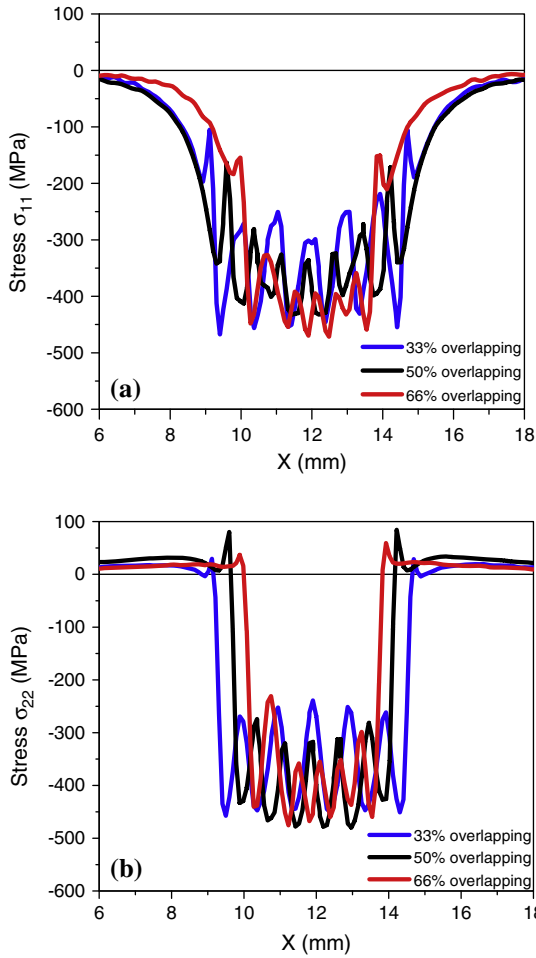 100
0
-100
-200
-300
-400
-500
-600
Stress σ11 (MPa)
33% overlapping
50% overlapping
66% overlapping
(a)
6 8 10 12 14 16 18
X (mm)
100
0
-100
-200
-300
-400
-500
-600
Stress σ22 (MPa)
33% overlapping
50% overlapping
66% overlapping
(b)
6 8 10 12 14 16 18
X (mm)